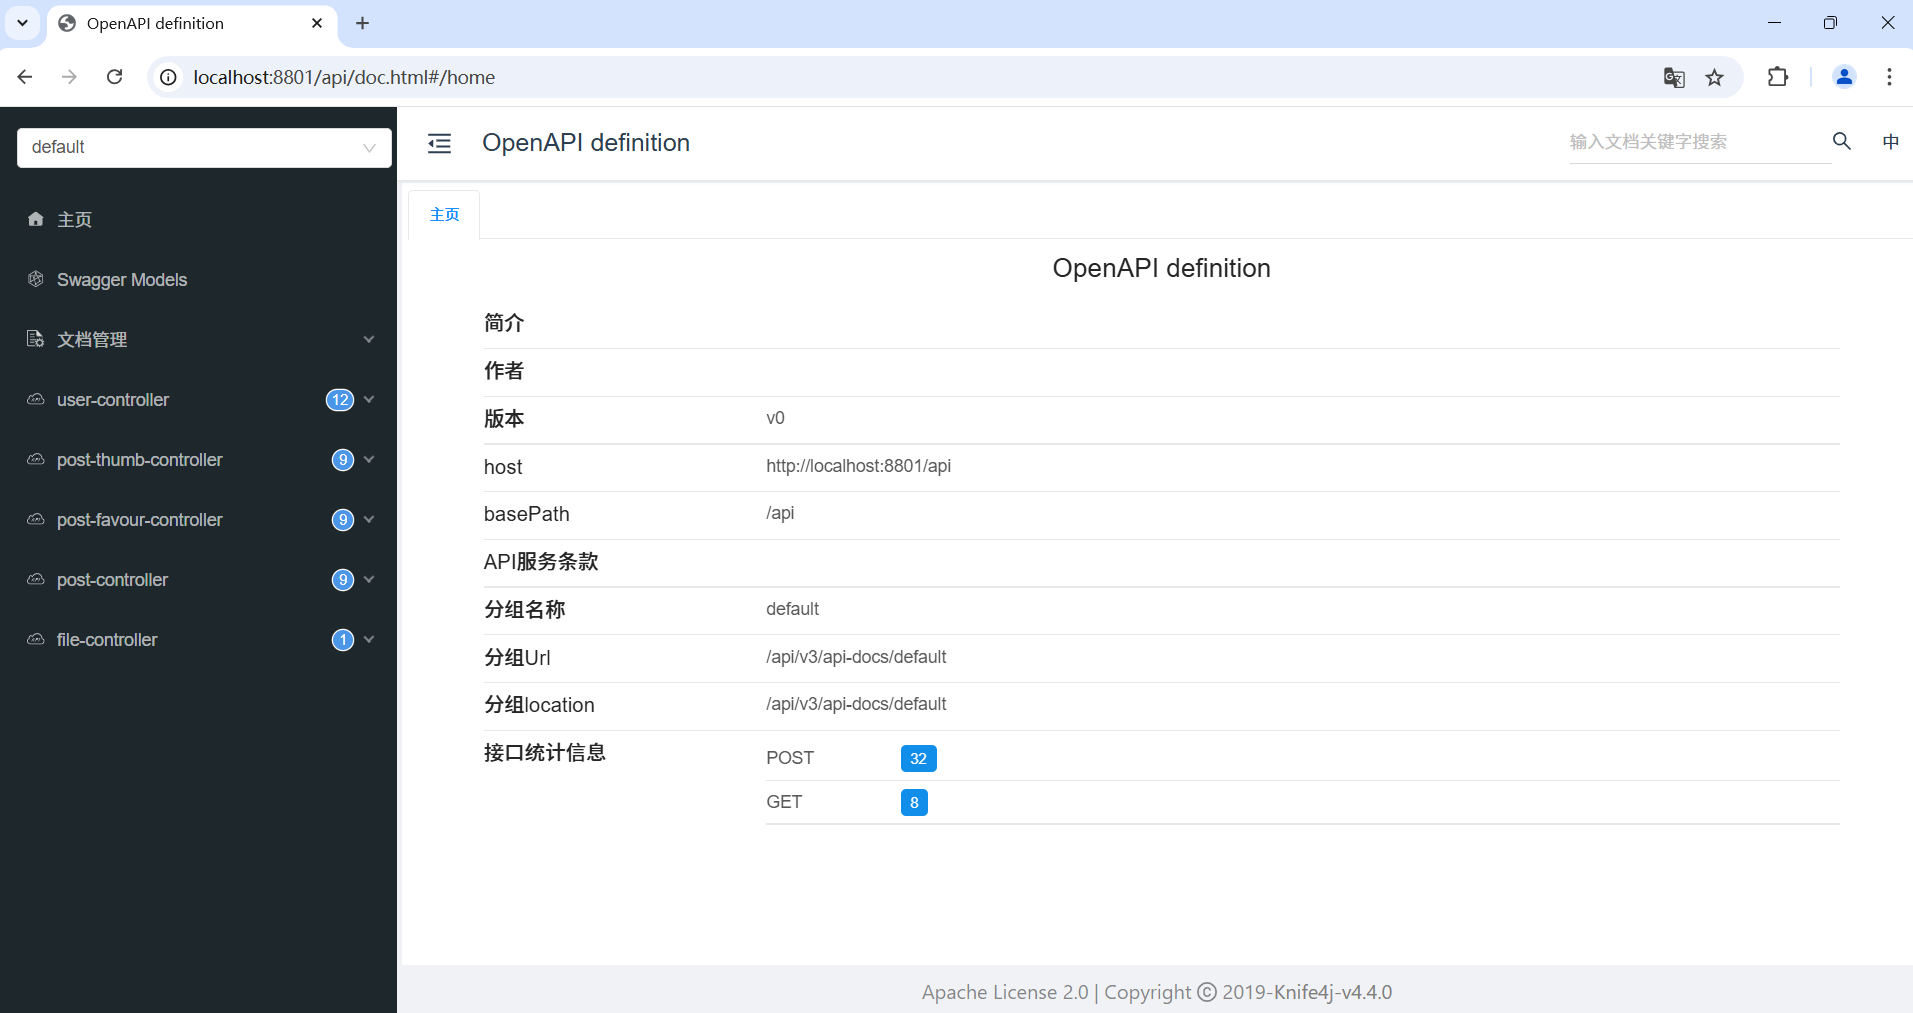 OpenAPI definition
localhost:8801/api/doc.html#/home
default
主页
Swagger Models
文档管理
user-controller 12
post-thumb-controller 9
post-favour-controller 9
post-controller 9
file-controller 1
OpenAPI definition
输入文档关键字搜索
中
主页
OpenAPI definition
简介
作者
版本 v0
host http://localhost:8801/api
basePath /api
API服务条款
分组名称 default
分组Url /api/v3/api-docs/default
分组location /api/v3/api-docs/default
接口统计信息 POST 32
GET 8
Apache License 2.0 | Copyright © 2019-Knife4j-v4.4.0